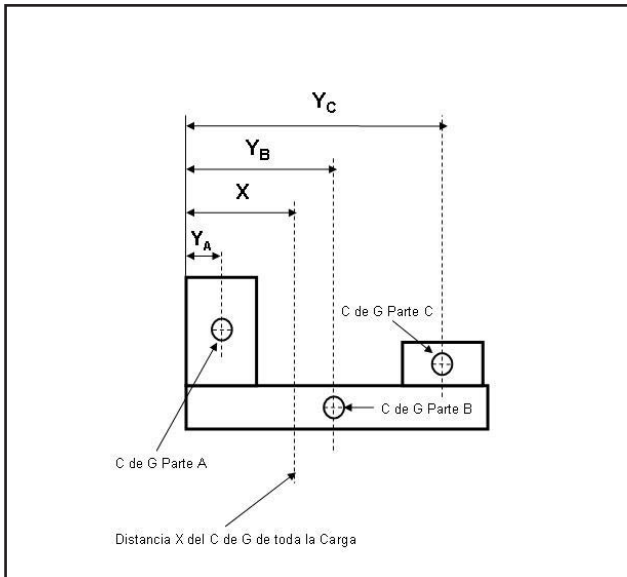 Y_C
Y_B
X
Y_A
C de G Parte C
C de G Parte B
C de G Parte A
Distancia X del C de G de toda la Carga